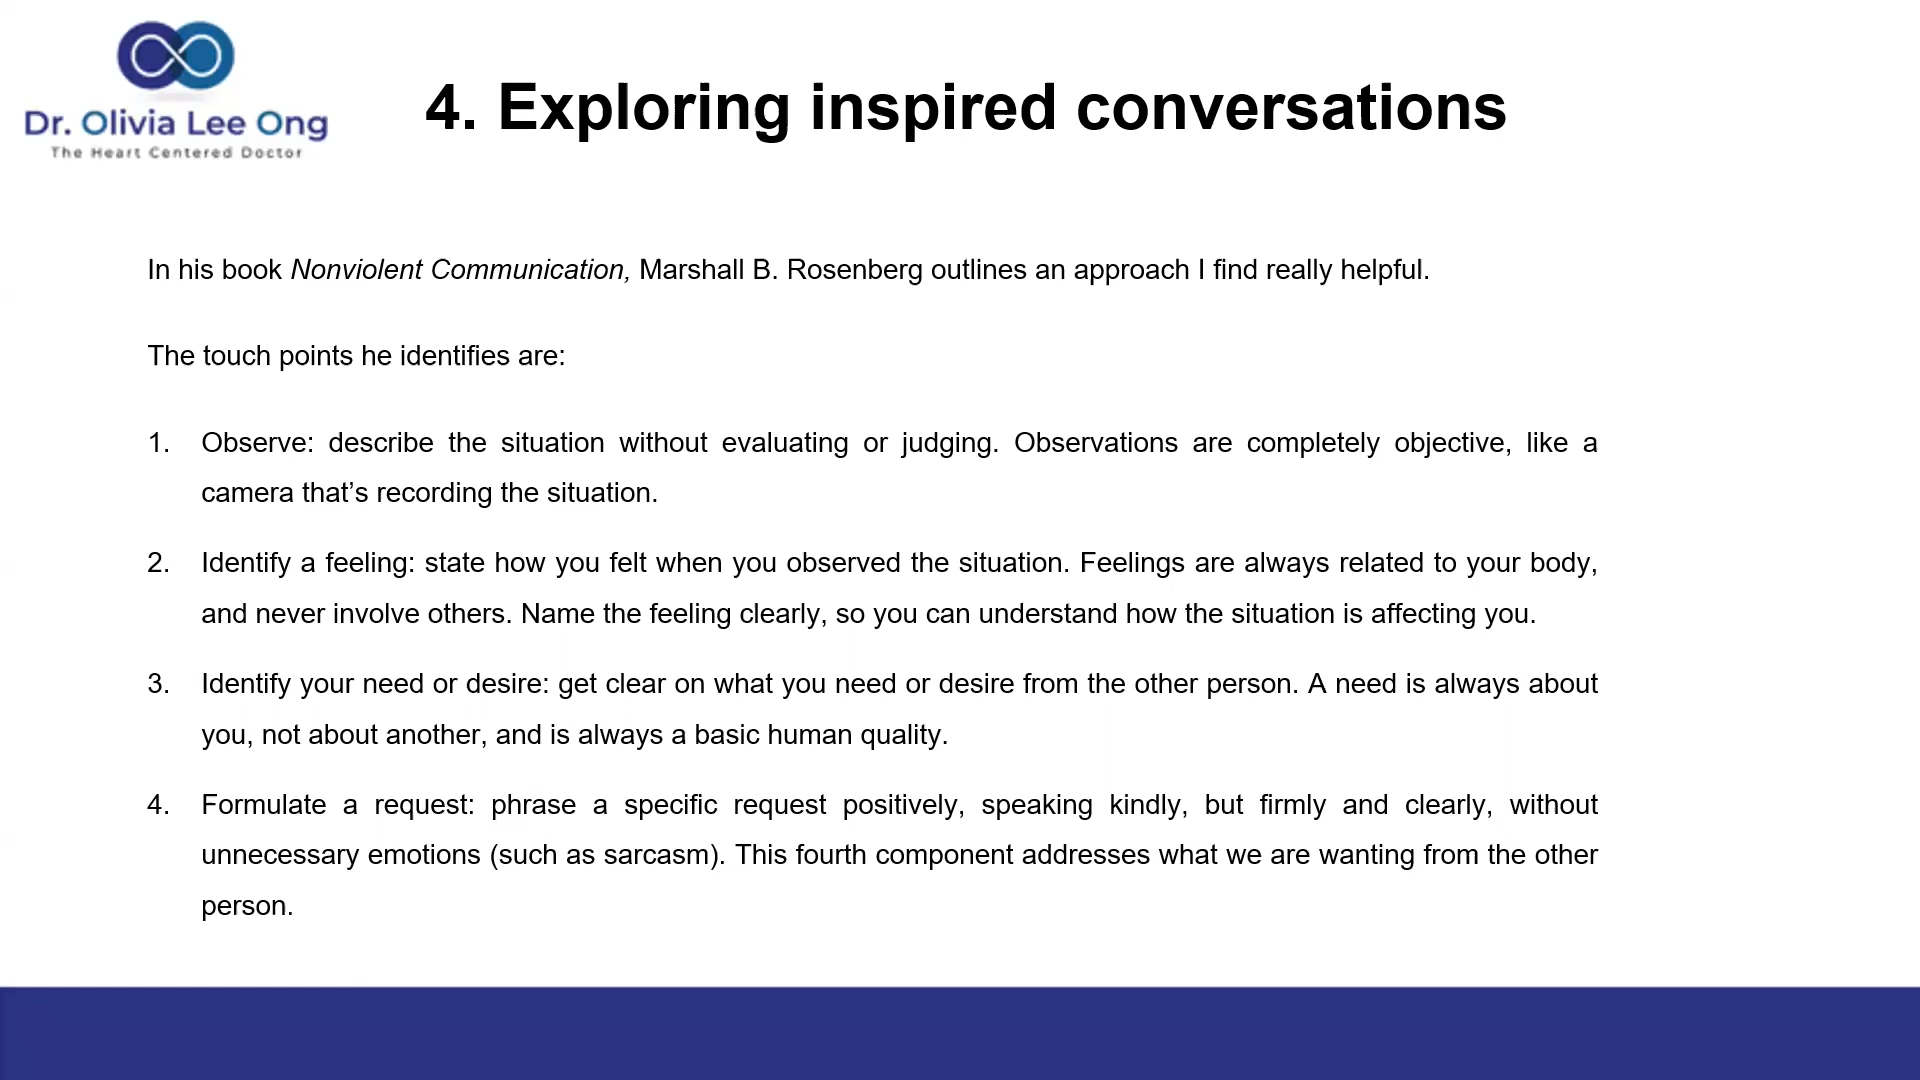 Dr. Olivia Lee Ong
The Heart Centered Doctor
4. Exploring inspired conversations
In his book Nonviolent Communication, Marshall B. Rosenberg outlines an approach I find really helpful.
The touch points he identifies are:
1. Observe: describe the situation without evaluating or judging. Observations are completely objective, like a
camera that’s recording the situation.
2. Identify a feeling: state how you felt when you observed the situation. Feelings are always related to your body,
and never involve others. Name the feeling clearly, so you can understand how the situation is affecting you.
3. Identify your need or desire: get clear on what you need or desire from the other person. A need is always about
you, not about another, and is always a basic human quality.
4. Formulate a request: phrase a specific request positively, speaking kindly, but firmly and clearly, without
unnecessary emotions (such as sarcasm). This fourth component addresses what we are wanting from the other
person.